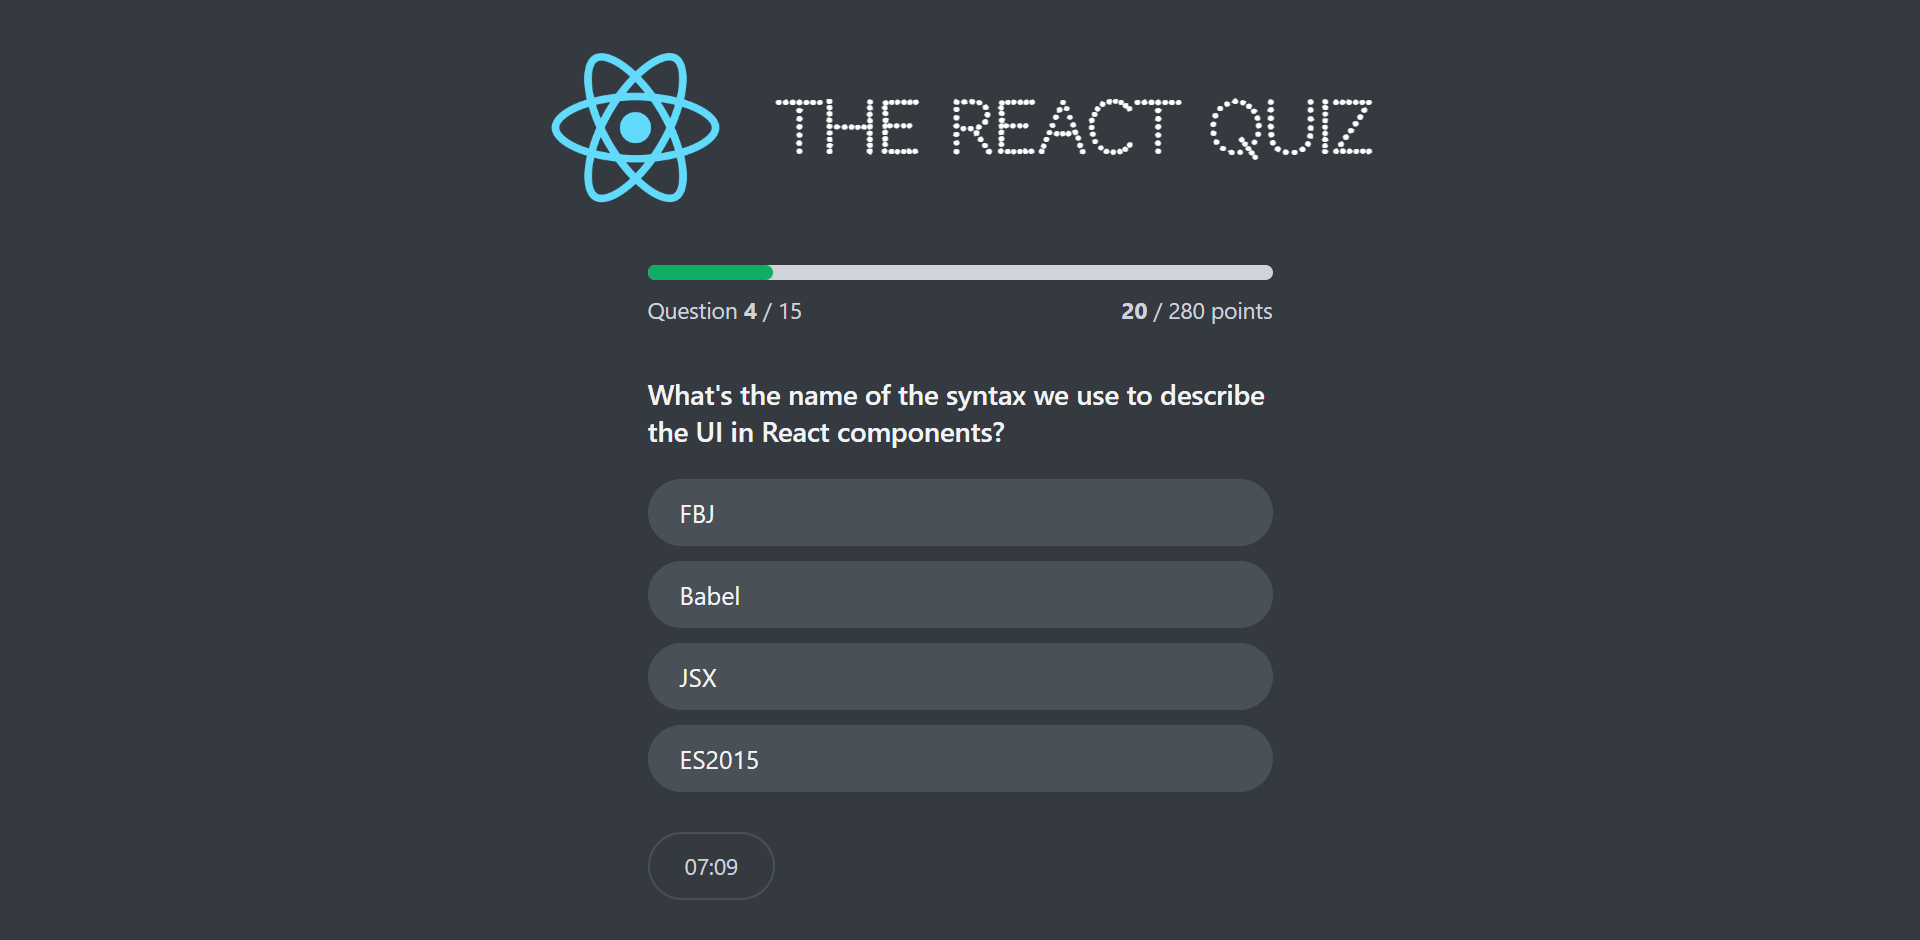 THE REACT QUIZ
Question 4 / 15
20 / 280 points
What's the name of the syntax we use to describe
the UI in React components?
FBJ
Babel
JSX
ES2015
07:09